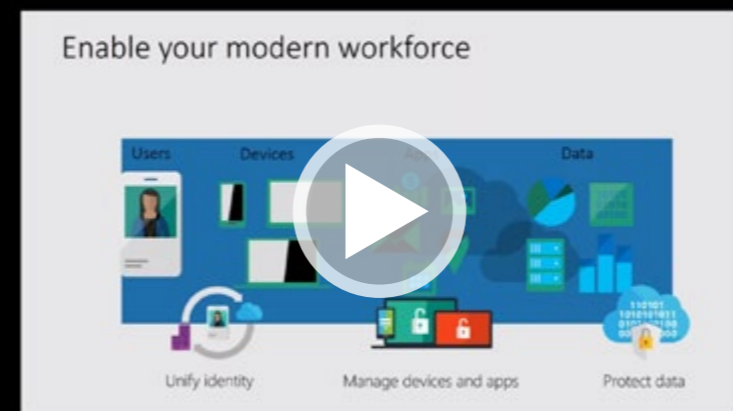 Enable your modern workforce
Users Devices Data
Unify identity Manage devices and apps Protect data